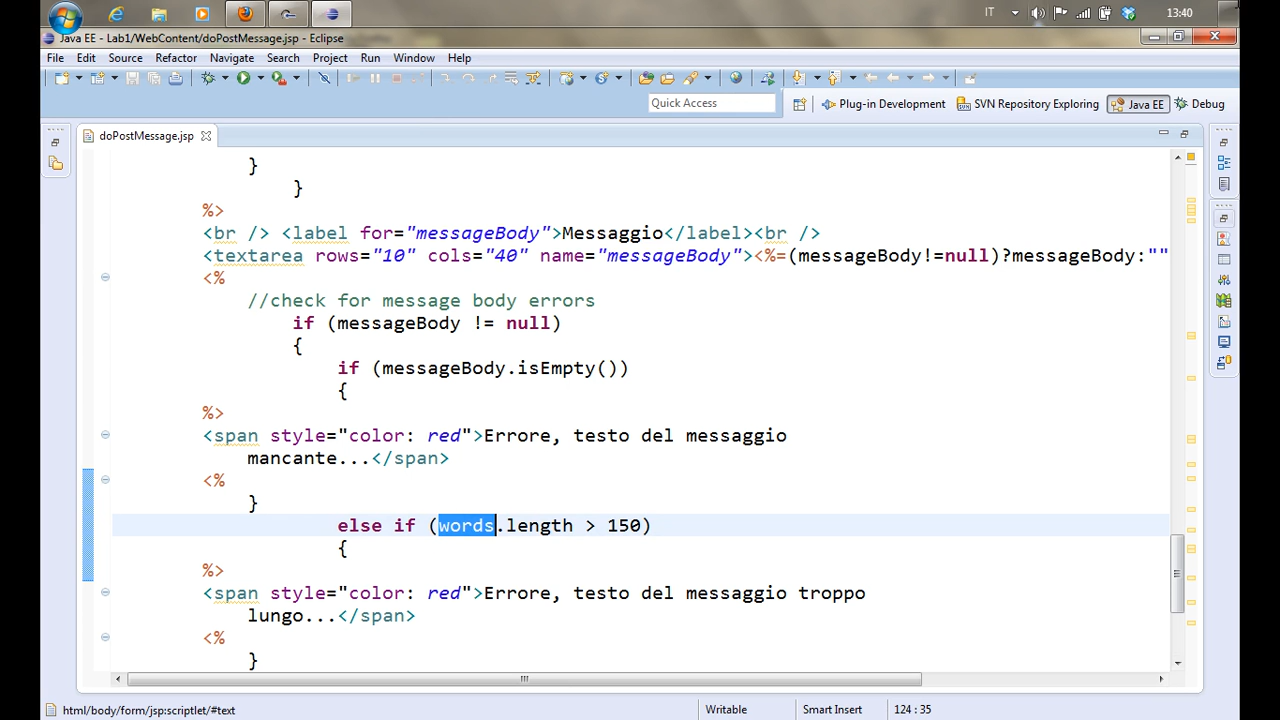 IT
13:40
Java EE - Lab1/WebContent/doPostMessage.jsp - Eclipse
File Edit Source Refactor Navigate Search Project Run Window Help
Quick Access
Plug-in Development
SVN Repository Exploring
Java EE
Debug
doPostMessage.jsp
}
}
%>
<br /> <label for="messageBody">Messaggio</label><br />
<textarea rows="10" cols="40" name="messageBody"><%=(messageBody!=null)?messageBody:""
<%
//check for message body errors
if (messageBody != null)
{
if (messageBody.isEmpty())
{
%>
<span style="color: red">Errore, testo del messaggio
mancante...</span>
<%
}
else if (words.length > 150)
{
%>
<span style="color: red">Errore, testo del messaggio troppo
lungo...</span>
<%
}
html/body/form/jsp:scriptlet/#text
Writable
Smart Insert
124 : 35